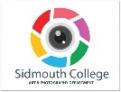 Sidmouth College
ART & PHOTOGRAPHY DEPARTMENT